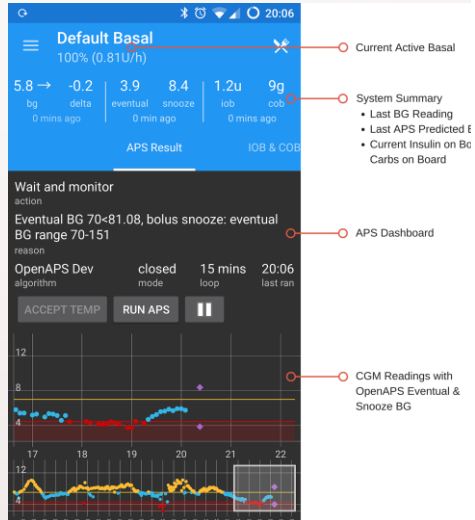 20:06
Default Basal
100% (0.81U/h)
Current Active Basal
5.8 → -0.2 3.9 8.4 1.2u 9g
bg delta eventual snooze iob cob
0 mins ago 0 min ago 0 mins ago
System Summary
• Last BG Reading
• Last APS Predicted
• Current Insulin on
Carbs on Board
APS Result IOB & COB
Wait and monitor
action
Eventual BG 70<81.08, bolus snooze: eventual
BG range 70-151
reason
APS Dashboard
OpenAPS Dev closed 15 mins 20:06
algorithm mode loop last ran
ACCEPT TEMP RUN APS
12
8
4
17 18 19 20 21 22
CGM Readings with
OpenAPS Eventual &
Snooze BG
12
8
4